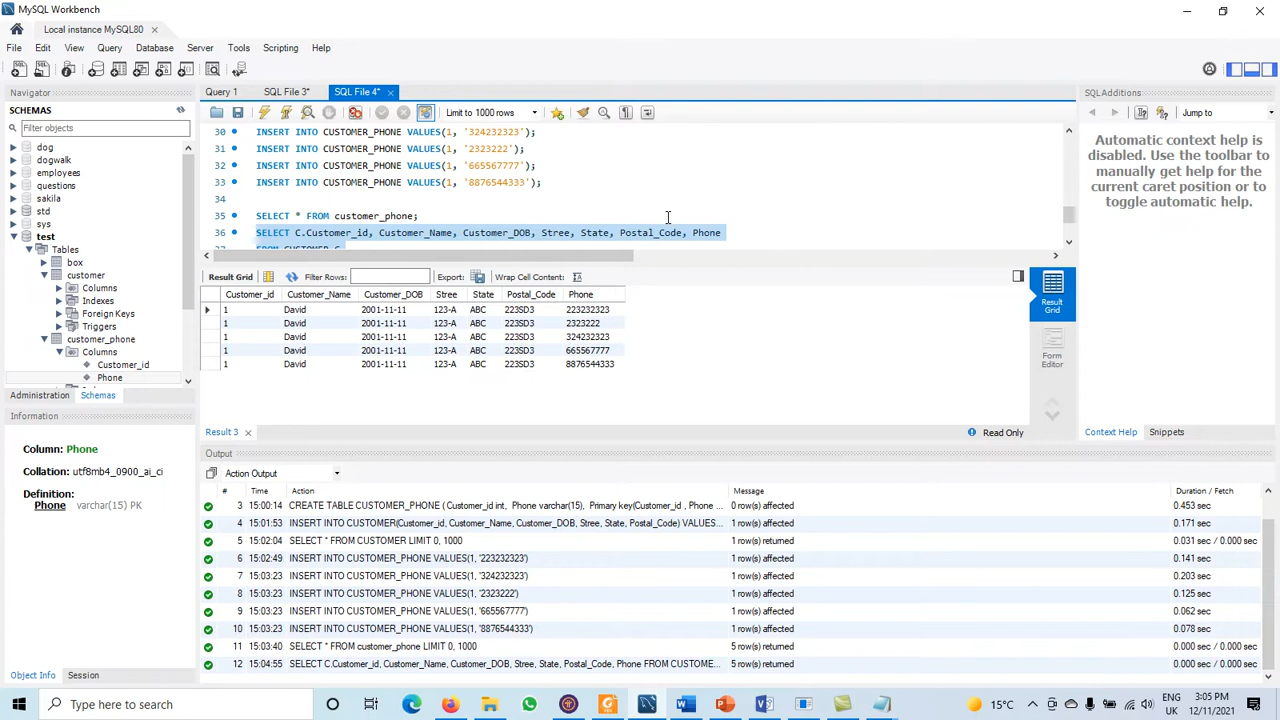 MySQL Workbench
Local instance MySQL80
File Edit View Query Database Server Tools Scripting Help
Navigator
SCHEMAS
Filter objects
dog
dogwalk
employees
questions
sakila
std
sys
test
Tables
box
customer
Columns
Indexes
Foreign Keys
Triggers
customer_phone
Columns
Customer_id
Phone
Administration Schemas
Information
Column: Phone
Collation: utf8mb4_0900_ai_ci
Definition:
Phone varchar(15) PK
Object Info Session
Query 1 SQL File 3* SQL File 4*
Limit to 1000 rows
30 INSERT INTO CUSTOMER_PHONE VALUES(1, '324232323');
31 INSERT INTO CUSTOMER_PHONE VALUES(1, '2323222');
32 INSERT INTO CUSTOMER_PHONE VALUES(1, '665567777');
33 INSERT INTO CUSTOMER_PHONE VALUES(1, '8876544333');
34
35 SELECT * FROM customer_phone;
36 SELECT C.Customer_id, Customer_Name, Customer_DOB, Stree, State, Postal_Code, Phone
37 FROM CUSTOMER C
Result Grid Filter Rows: Export: Wrap Cell Content:
Customer_id Customer_Name Customer_DOB Stree State Postal_Code Phone
1 David 2001-11-11 123-A ABC 223SD3 223232323
1 David 2001-11-11 123-A ABC 223SD3 2323222
1 David 2001-11-11 123-A ABC 223SD3 324232323
1 David 2001-11-11 123-A ABC 223SD3 665567777
1 David 2001-11-11 123-A ABC 223SD3 8876544333
Result Grid
Form Editor
Result 3 Read Only
Output
Action Output
# Time Action Message Duration / Fetch
3 15:00:14 CREATE TABLE CUSTOMER_PHONE ( Customer_id int, Phone varchar(15), Primary key(Customer_id , Phone ... 0 row(s) affected 0.453 sec
4 15:01:53 INSERT INTO CUSTOMER(Customer_id, Customer_Name, Customer_DOB, Stree, State, Postal_Code) VALUES... 1 row(s) affected 0.171 sec
5 15:02:04 SELECT * FROM CUSTOMER LIMIT 0, 1000 1 row(s) returned 0.031 sec / 0.000 sec
6 15:02:49 INSERT INTO CUSTOMER_PHONE VALUES(1, '223232323') 1 row(s) affected 0.141 sec
7 15:03:23 INSERT INTO CUSTOMER_PHONE VALUES(1, '324232323') 1 row(s) affected 0.203 sec
8 15:03:23 INSERT INTO CUSTOMER_PHONE VALUES(1, '2323222') 1 row(s) affected 0.125 sec
9 15:03:23 INSERT INTO CUSTOMER_PHONE VALUES(1, '665567777') 1 row(s) affected 0.062 sec
10 15:03:23 INSERT INTO CUSTOMER_PHONE VALUES(1, '8876544333') 1 row(s) affected 0.078 sec
11 15:03:40 SELECT * FROM customer_phone LIMIT 0, 1000 5 row(s) returned 0.000 sec / 0.000 sec
12 15:04:55 SELECT C.Customer_id, Customer_Name, Customer_DOB, Stree, State, Postal_Code, Phone FROM CUSTOME... 5 row(s) returned 0.000 sec / 0.000 sec
SQLAdditions
Jump to
Automatic context help is
disabled. Use the toolbar to
manually get help for the
current caret position or to
toggle automatic help.
Context Help Snippets
Type here to search
15°C
ENG
UK
3:05 PM
12/11/2021